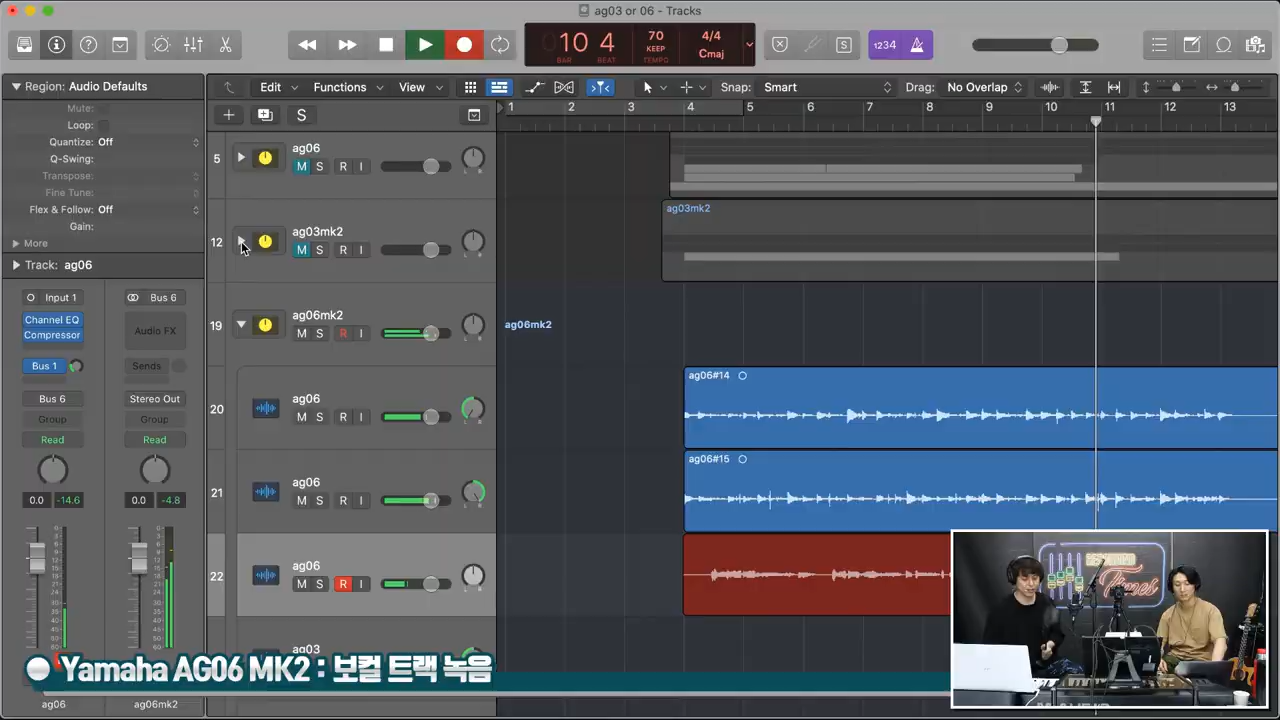 ag03 or 06 - Tracks
10 4
BAR BEAT
70
KEEP
TEMPO
4/4
Cmaj
S
1234
Region: Audio Defaults
Edit
Functions
View
Snap: Smart
Drag: No Overlap
Mute:
Loop:
Quantize: Off
Q-Swing:
Transpose:
Fine Tune:
Flex & Follow: Off
Gain:
More
Track: ag06
S
1 2 3 4 5 6 7 8 9 10 11 12 13
5 ag06
M S R I
12 ag03mk2
M S R I
ag03mk2
19 ag06mk2
M S R I
ag06mk2
20 ag06
M S R I
ag06#14
21 ag06
M S R I
ag06#15
22 ag06
M S R I
ag03
Input 1
Bus 6
Channel EQ
Compressor
Audio FX
Bus 1
Sends
Bus 6
Stereo Out
Group
Group
Read
Read
0.0 -14.6
0.0 -4.8
Times
Yamaha AG06 MK2 : 보컬 트랙 녹음
ag06
ag06mk2